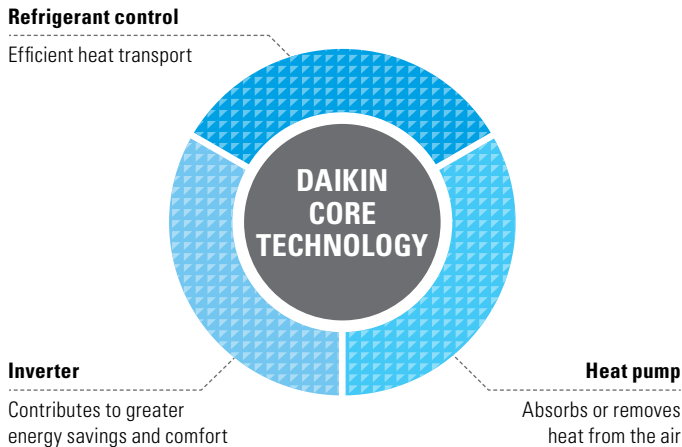 Refrigerant control
Efficient heat transport
DAIKIN
CORE
TECHNOLOGY
Inverter
Contributes to greater
energy savings and comfort
Heat pump
Absorbs or removes
heat from the air